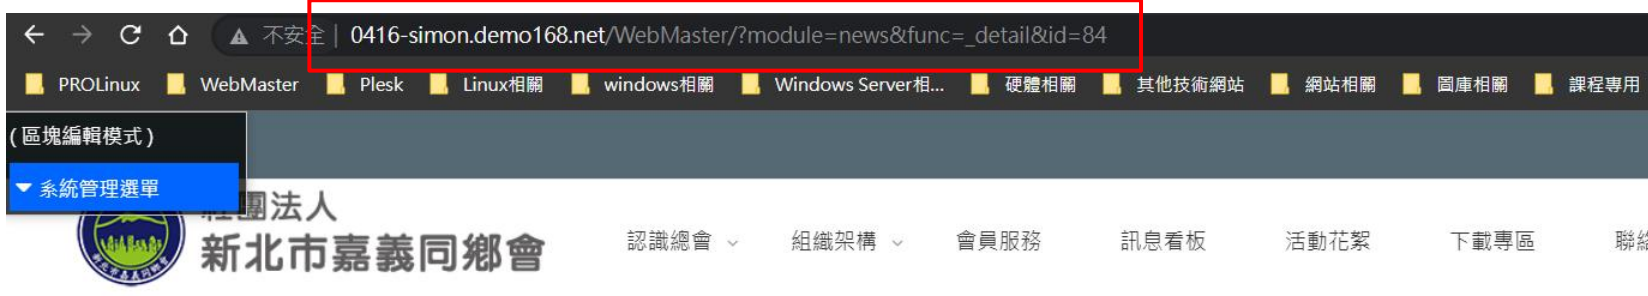 不安全 | 0416-simon.demo168.net/WebMaster/?module=news&func=_detail&id=84
PROLinux WebMaster Plesk Linux相關 windows相關 Windows Server相... 硬體相關 其他技術網站 網站相關 圖庫相關 課程專用
(區塊編輯模式)
系統管理選單
社團法人
新北市嘉義同鄉會
認識總會 組織架構 會員服務 訊息看板 活動花絮 下載專區 聯絡